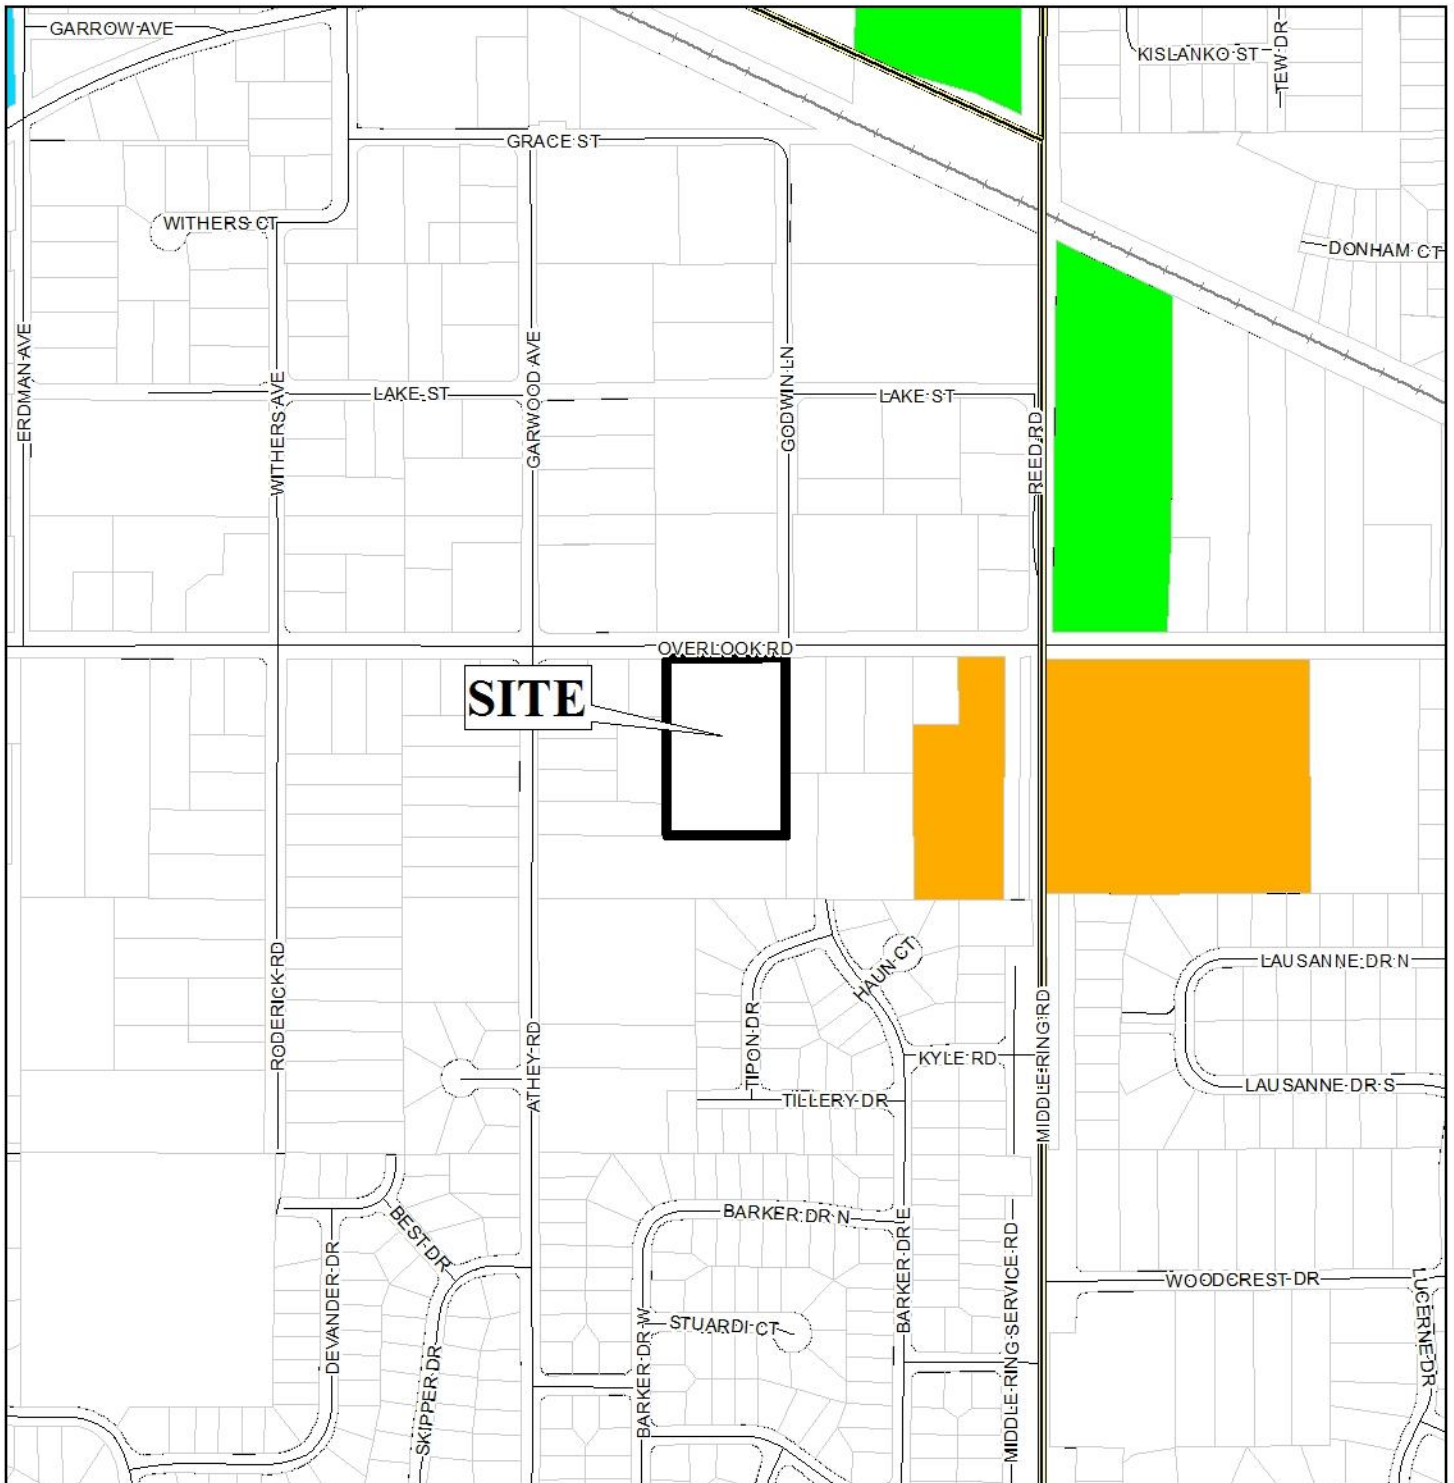 GARROW AVE
KISLANKO ST
TEW DR
GRACE ST
WITHERS CT
DONHAM CT
ERDMAN AVE
WITHERS AVE
LAKE ST
GARWOOD AVE
GODWIN LN
LAKE ST
REED RD
OVERLOOK RD
SITE
RODERICK RD
ATHEY RD
TIPON DR
HAUN CT
LAUSANNE DR N
KYLE RD
MIDDLE RING RD
LAUSANNE DR S
TILLERY DR
BARKER DR N
BEST DR
DEVANDER DR
SKIPPER DR
BARKER DR W
STUARDI CT
BARKER DR E
MIDDLE RING SERVICE RD
WOODCREST DR
LUCERNE DR